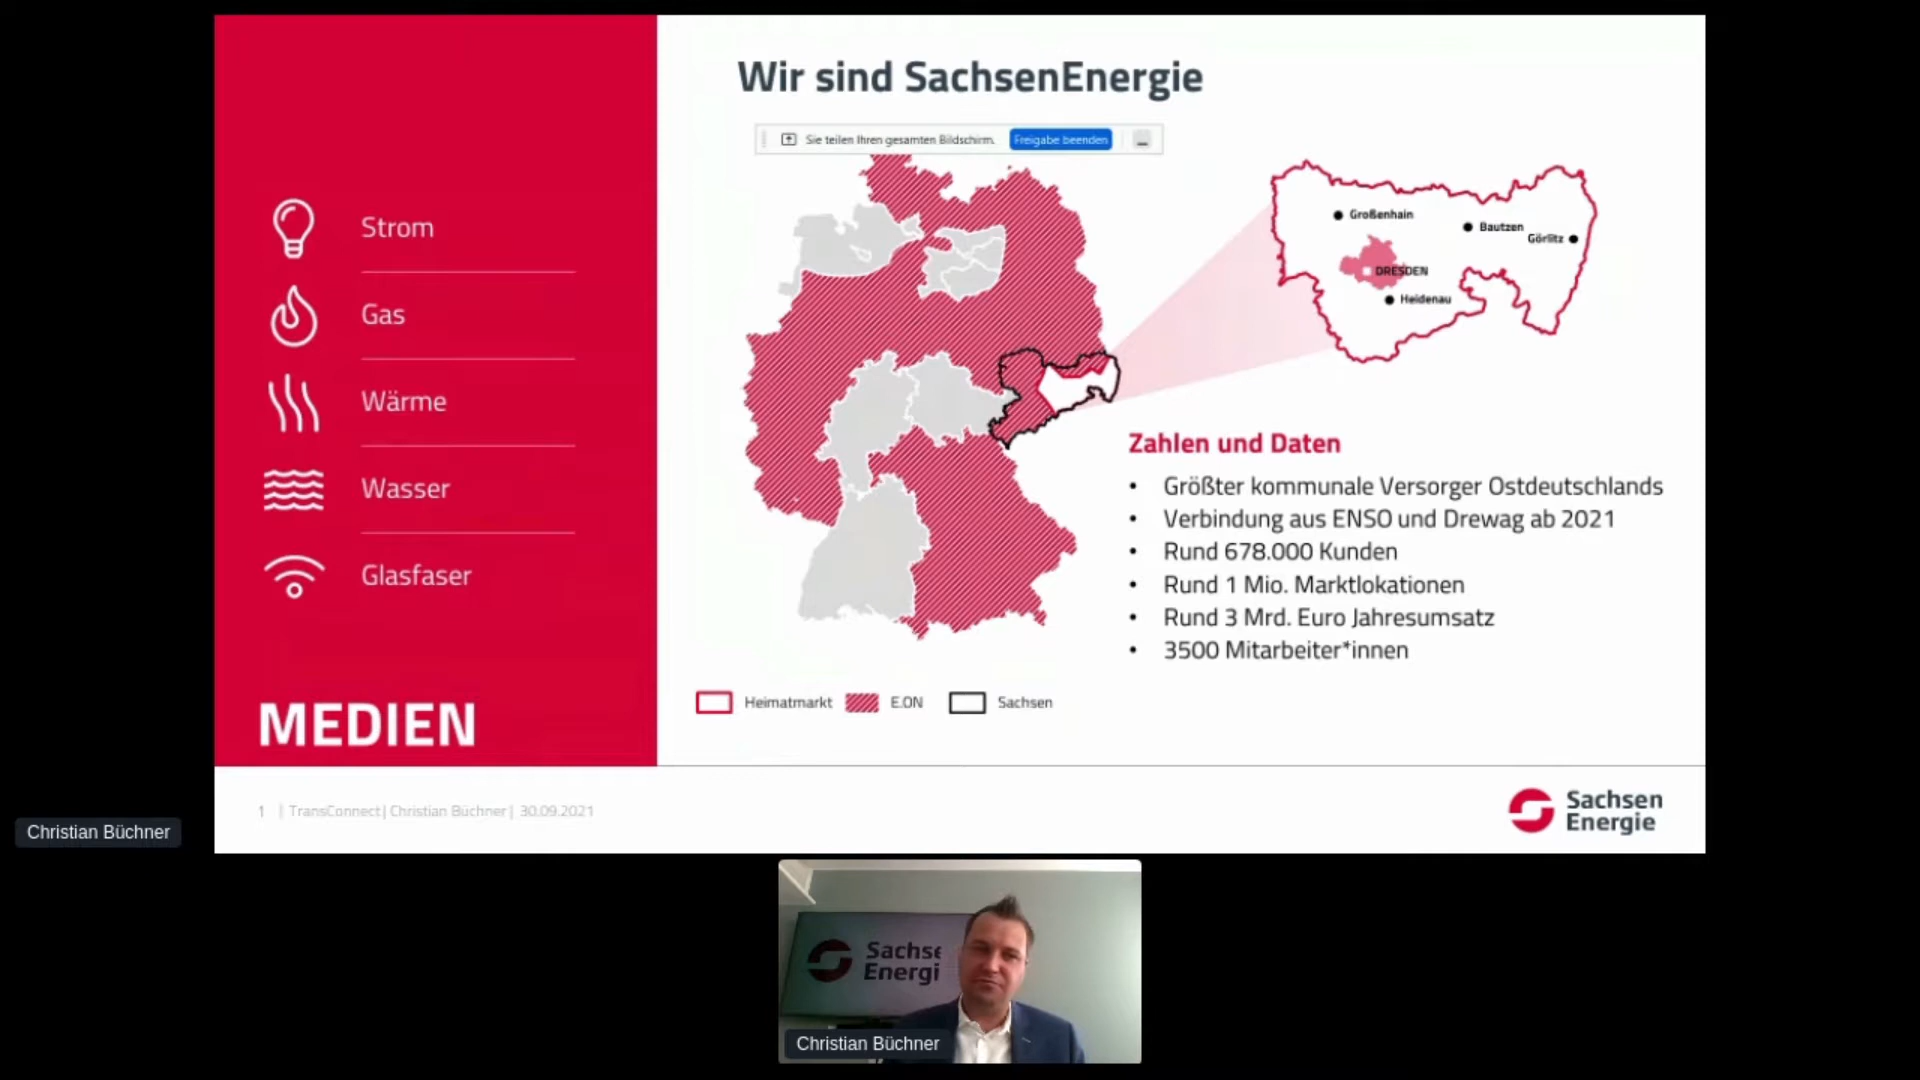 Wir sind SachsenEnergie
Sie teilen Ihren gesamten Bildschirm. Freigabe beenden
Strom
Gas
Wärme
Wasser
Glasfaser
MEDIEN
Großenhain
Bautzen
Görlitz
DRESDEN
Heidenau
Zahlen und Daten
• Größter kommunale Versorger Ostdeutschlands
• Verbindung aus ENSO und Drewag ab 2021
• Rund 678.000 Kunden
• Rund 1 Mio. Marktlokationen
• Rund 3 Mrd. Euro Jahresumsatz
• 3500 Mitarbeiter*innen
Heimatmarkt E.ON Sachsen
1 | TransConnect | Christian Büchner | 30.09.2021
Sachsen
Energie
Christian Büchner
Sachse
Energi
Christian Büchner